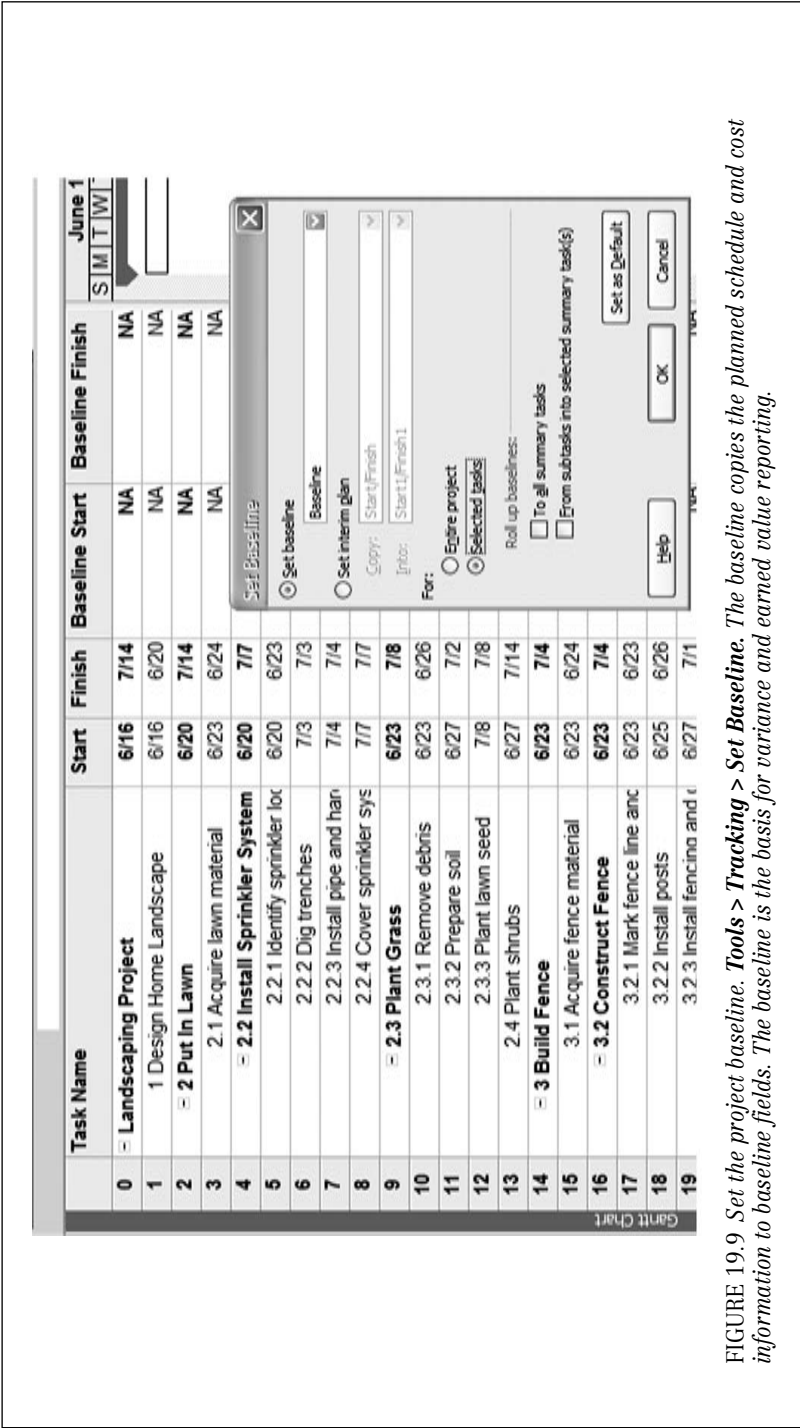 June 1
Task Name Start Finish Baseline Start Baseline Finish S M T W
0 - Landscaping Project 6/16 7/14 NA NA
1 1 Design Home Landscape 6/16 6/20 NA NA
2 - 2 Put In Lawn 6/20 7/14 NA NA
3 2.1 Acquire lawn material 6/23 6/24 NA NA
4 - 2.2 Install Sprinkler System 6/20 7/7
5 2.2.1 Identify sprinkler loc 6/20 6/23
6 2.2.2 Dig trenches 7/3 7/3
7 2.2.3 Install pipe and har 7/4 7/4
8 2.2.4 Cover sprinkler sys 7/7 7/7
9 - 2.3 Plant Grass 6/23 7/8
10 2.3.1 Remove debris 6/23 6/26
11 2.3.2 Prepare soil 6/27 7/2
12 2.3.3 Plant lawn seed 7/8 7/8
13 2.4 Plant shrubs 6/27 7/14
14 - 3 Build Fence 6/23 7/4
15 3.1 Acquire fence material 6/23 6/24
16 - 3.2 Construct Fence 6/23 7/4
17 3.2.1 Mark fence line anc 6/23 6/23
18 3.2.2 Install posts 6/25 6/26
19 3.2.3 Install fencing and 6/27 7/1 NA NA
Gantt Chart
Set Baseline
Set baseline
Baseline
Set interim plan
Copy: Start/Finish
Into: Start1/Finish1
For:
Entire project
Selected tasks
Roll up baselines:
To all summary tasks
From subtasks into selected summary task(s)
Set as Default
Help OK Cancel
FIGURE 19.9 Set the project baseline. Tools > Tracking > Set Baseline. The baseline copies the planned schedule and cost
information to baseline fields. The baseline is the basis for variance and earned value reporting.